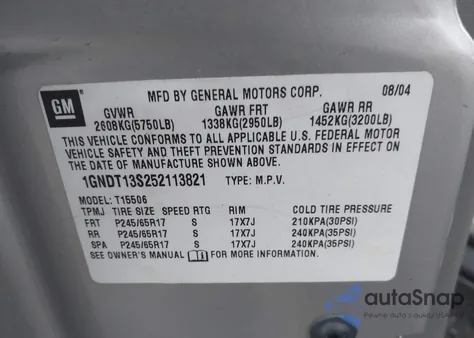 MFD BY GENERAL MOTORS CORP. 08/04
GM
GVWR GAWR FRT GAWR RR
2608KG(5750LB) 1338KG(2950LB) 1452KG(3200LB)
THIS VEHICLE CONFORMS TO ALL APPLICABLE U.S. FEDERAL MOTOR
VEHICLE SAFETY, BUMPER, AND THEFT PREVENTION STANDARDS IN EFFECT ON
THE DATE OF MANUFACTURE SHOWN ABOVE.
1GNDT13S252113821 TYPE: M.P.V.
MODEL: T15506
TPMJ TIRE SIZE SPEED RTG RIM COLD TIRE PRESSURE
FRT P245/65R17 S 17X7J 210KPA(30PSI)
RR P245/65R17 S 17X7J 240KPA(35PSI)
SPA P245/65R17 S 17X7J 240KPA(35PSI)
SEE OWNER'S MANUAL FOR MORE INFORMATION
autoSnap